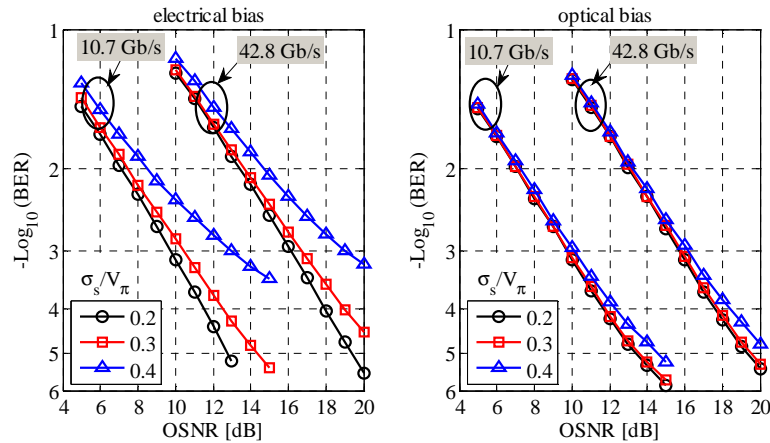 electrical bias
optical bias
1
2
3
4
5
6
-Log10 (BER)
10.7 Gb/s
42.8 Gb/s
σs/Vπ
0.2
0.3
0.4
4 6 8 10 12 14 16 18 20
OSNR [dB]
1
2
3
4
5
6
-Log10 (BER)
10.7 Gb/s
42.8 Gb/s
σs/Vπ
0.2
0.3
0.4
4 6 8 10 12 14 16 18 20
OSNR [dB]